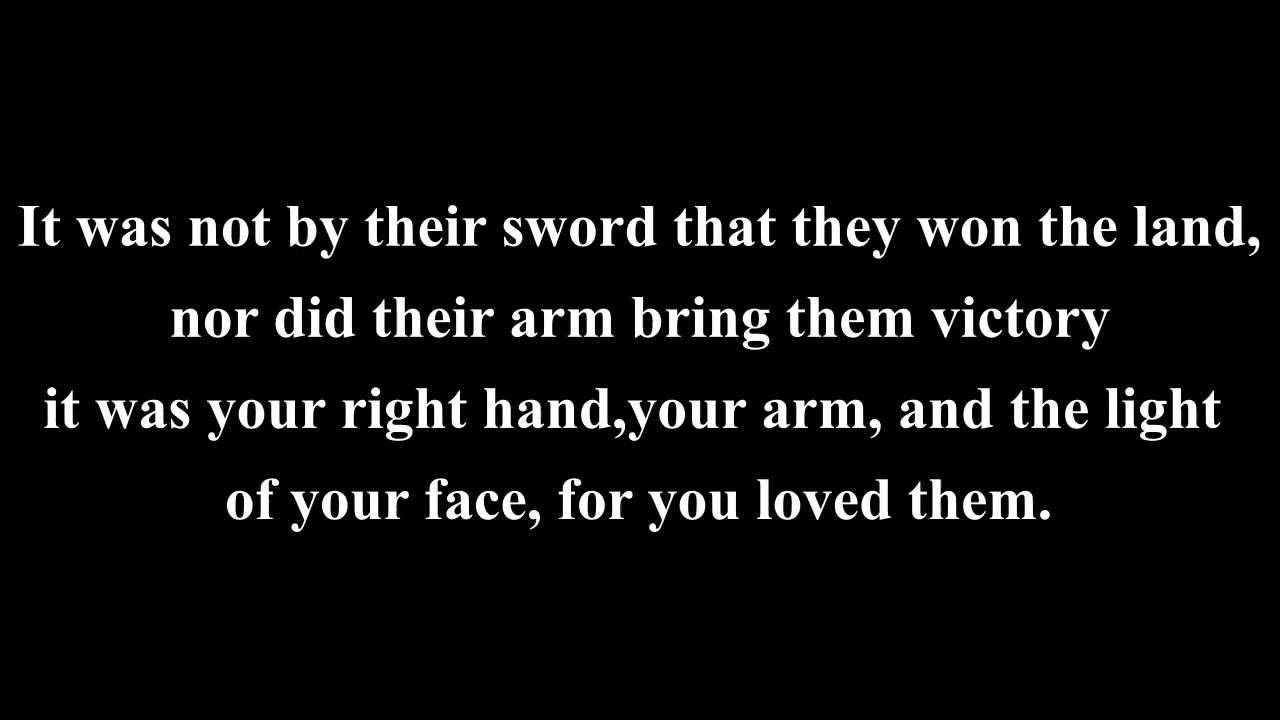 It was not by their sword that they won the land,
nor did their arm bring them victory
it was your right hand,your arm, and the light
of your face, for you loved them.